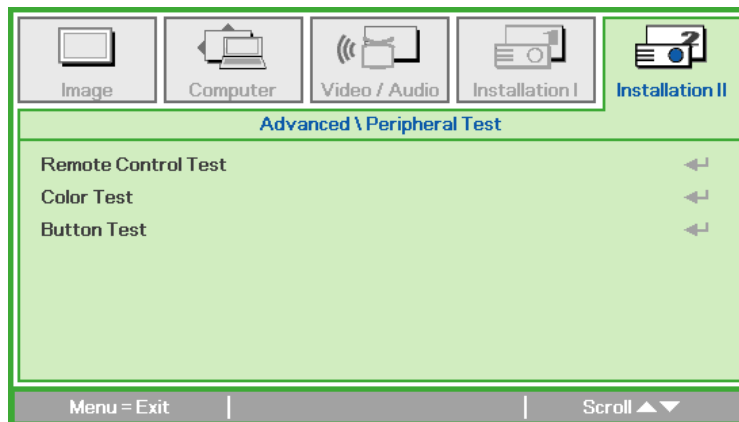 Image Computer Video / Audio Installation I Installation II
Advanced \ Peripheral Test
Remote Control Test
Color Test
Button Test
Menu = Exit Scroll ▲▼